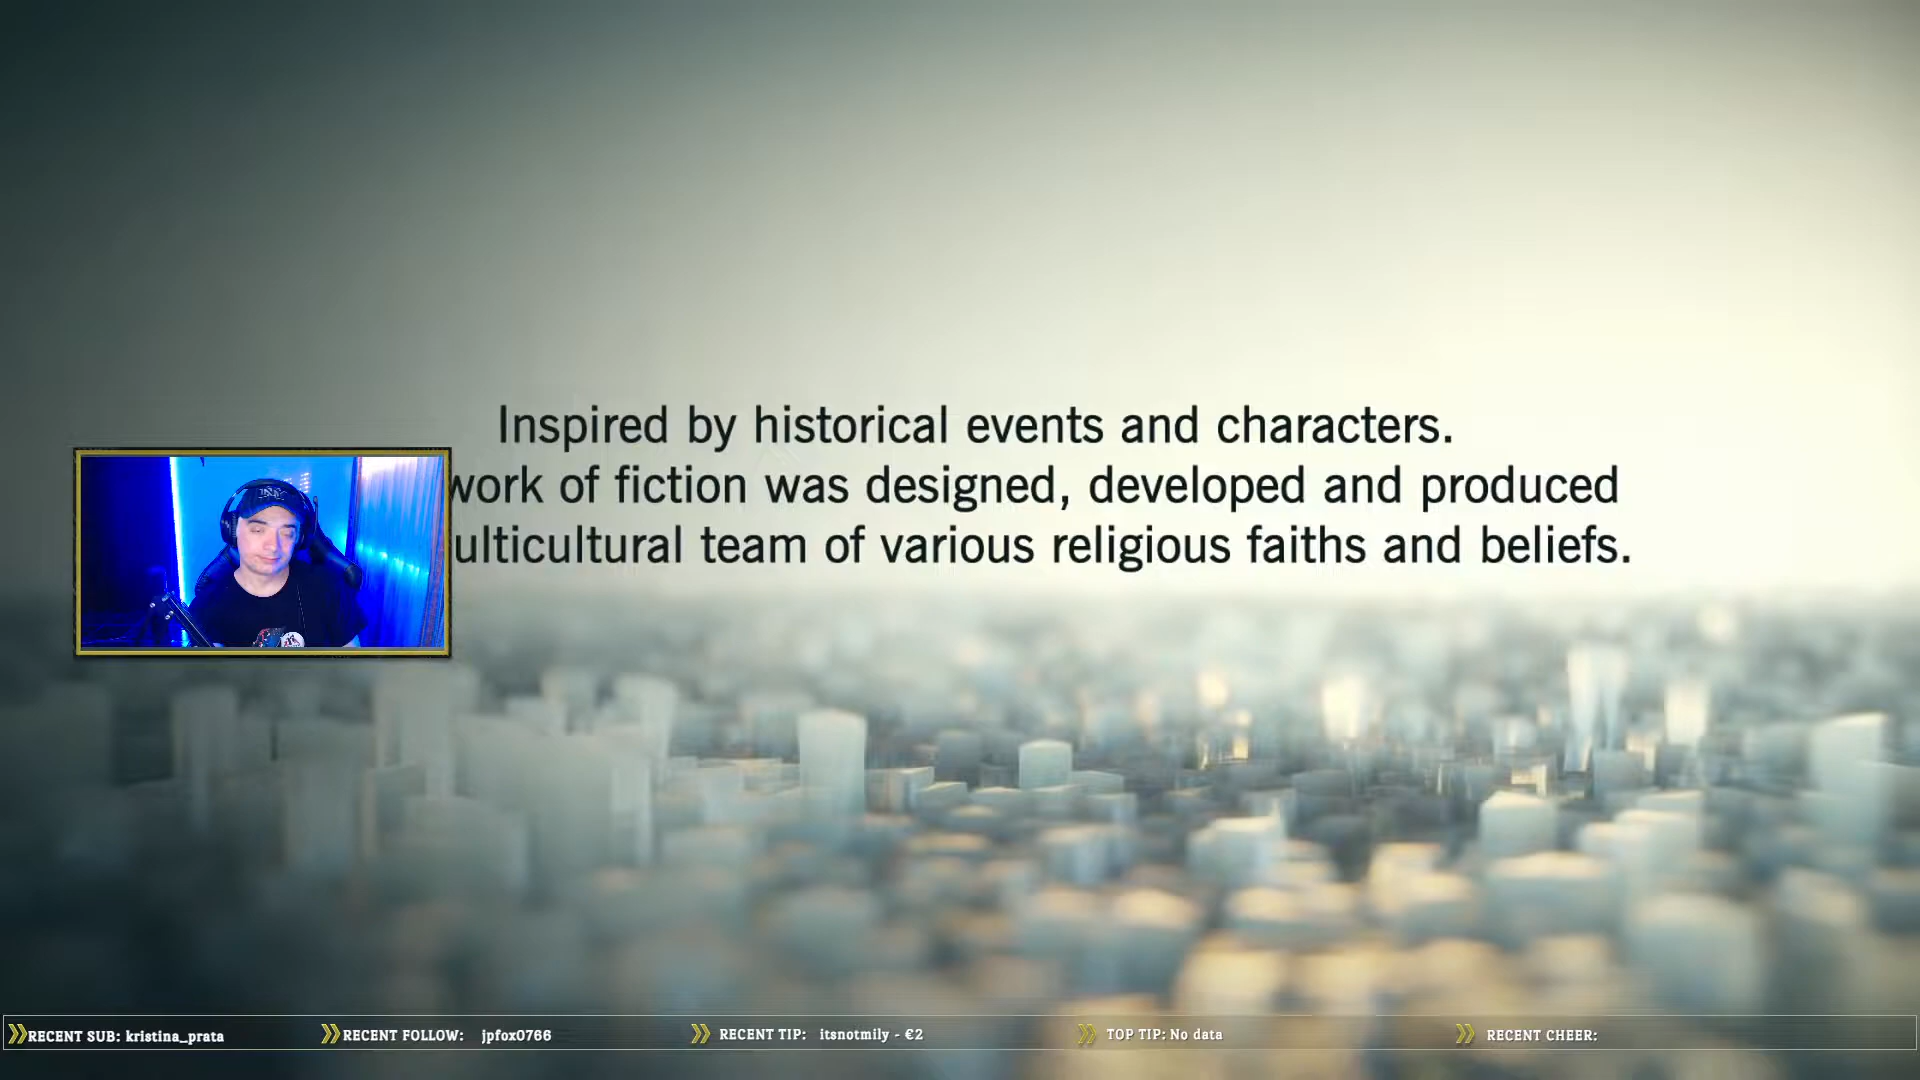 Inspired by historical events and characters.
work of fiction was designed, developed and produced
ulticultural team of various religious faiths and beliefs.
RECENT SUB: kristina_prata
RECENT FOLLOW: jpfox0766
RECENT TIP: itsnotmily - €2
TOP TIP: No data
RECENT CHEER: